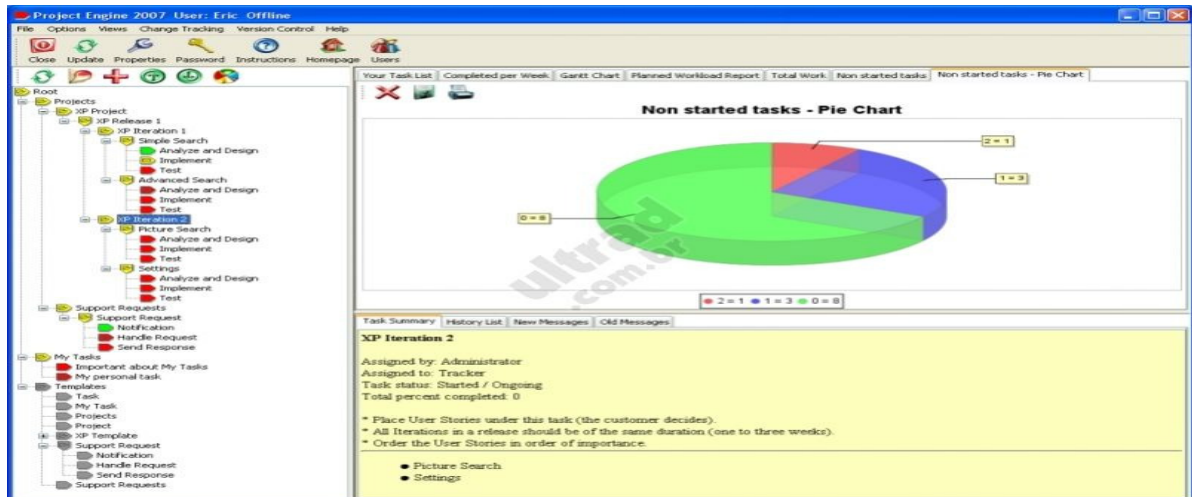 Project Engine 2007 User: Eric Offline
File Options Views Change Tracking Version Control Help
Close Update Properties Password Instructions Homepage Users
Root
Projects
XP Project
XP Release 1
XP Iteration 1
Simple Search
Analyze and Design
Implement
Test
Advanced Search
Analyze and Design
Implement
Test
XP Iteration 2
Picture Search
Analyze and Design
Implement
Test
Settings
Analyze and Design
Implement
Test
Support Requests
Support Request
Notification
Handle Request
Send Response
My Tasks
Important about My Tasks
My personal task
Templates
Task
My Task
Projects
Project
XP Template
Support Request
Notification
Handle Request
Send Response
Support Requests
Your Task List Completed per Week Gantt Chart Planned Workload Report Total Work Non started tasks Non started tasks - Pie Chart
Non started tasks - Pie Chart
2 = 1
1 = 3
0 = 8
ultrad
.com.br
2 = 1 1 = 3 0 = 8
Task Summary History List New Messages Old Messages
XP Iteration 2
Assigned by: Administrator
Assigned to: Tracker
Task status: Started / Ongoing
Total percent completed: 0
* Place User Stories under this task (the customer decides).
* All Iterations in a release should be of the same duration (one to three weeks).
* Order the User Stories in order of importance.
● Picture Search
● Settings